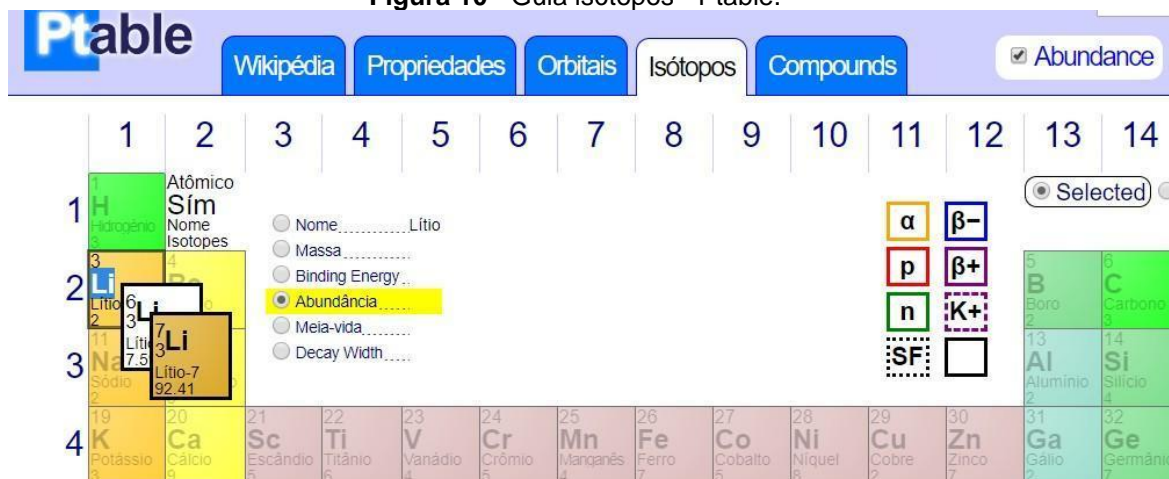 Figura 10 - Guia Isótopos - Ptable.
Ptable
Wikipédia Propriedades Orbitais Isótopos Compounds Abundance
1 2 3 4 5 6 7 8 9 10 11 12 13 14
1
1
H
Hidrogênio
3
Atômico
Sím
Nome
Isotopes
Nome Lítio
Massa
Binding Energy
Abundância
Meia-vida
Decay Width
α β−
p β+
n K+
SF
Selected
2
3
Li
Lítio
2
4
6
3
Lítio
7.5
7
3 Li
Lítio-7
92.41
5
B
Boro
2
6
C
Carbono
3
3
11
Na
Sódio
13
Al
Alumínio
2
14
Si
Silício
4
4
19 20 21 22 23 24 25 26 27 28 29 30 31 32
K Ca Sc Ti V Cr Mn Fe Co Ni Cu Zn Ga Ge
Potássio Cálcio Escândio Titânio Vanádio Crômio Manganês Ferro Cobalto Níquel Cobre Zinco Gálio Germânio